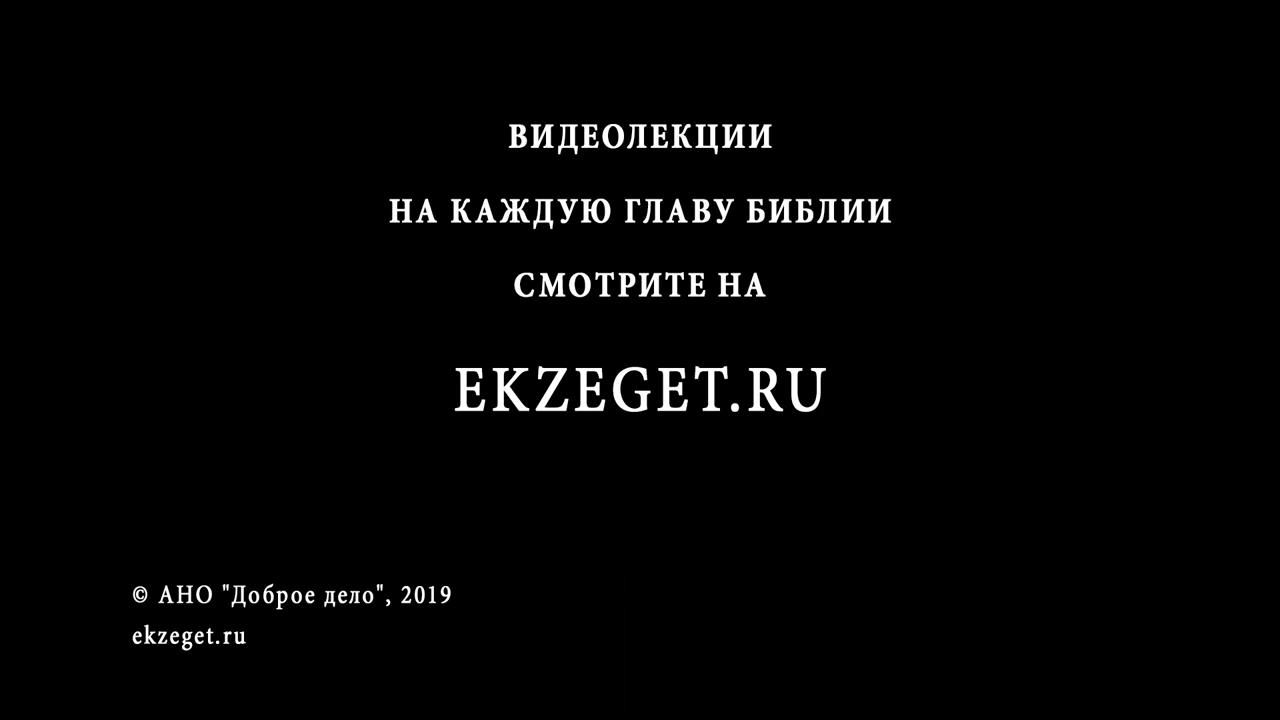 ВИДЕОЛЕКЦИИ
НА КАЖДУЮ ГЛАВУ БИБЛИИ
СМОТРИТЕ НА
EKZEGET.RU
© АНО "Доброе дело", 2019
ekzeget.ru